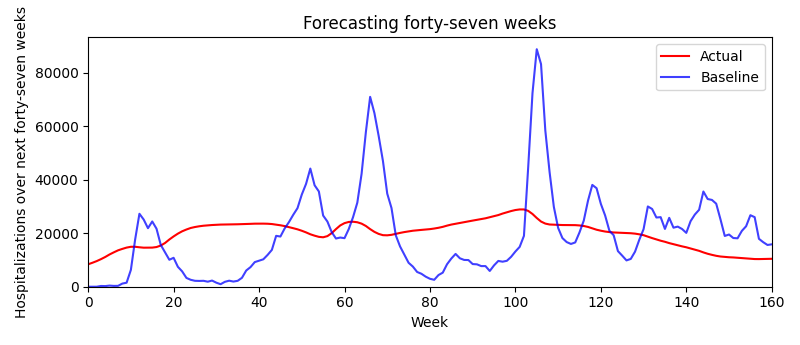 Forecasting forty-seven weeks
Hospitalizations over next forty-seven weeks
80000
60000
40000
20000
0
Actual
Baseline
0 20 40 60 80 100 120 140 160
Week